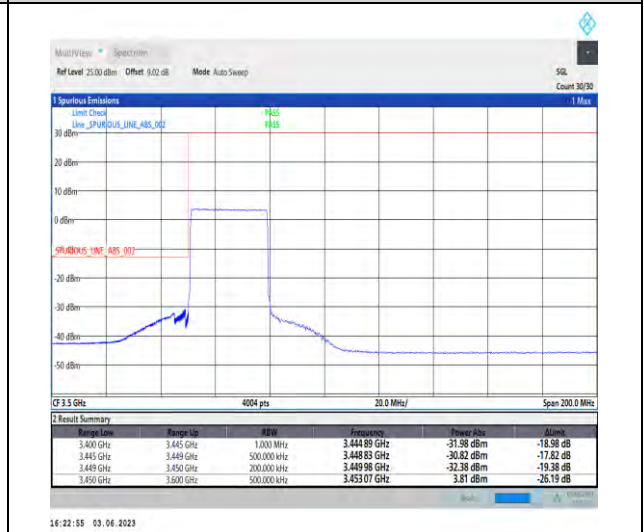 MultiView Spectrum
Ref Level 25.00 dBm Offset 9.02 dB Mode Auto Sweep SGL
Count 30/30
1 Spurious Emissions 1 Max
Limit Check PASS
Line _SPURIOUS_LINE_ABS_002 PASS
30 dBm
20 dBm
10 dBm
0 dBm
_SPURIOUS_LINE_ABS_002
-20 dBm
-30 dBm
-40 dBm
-50 dBm
CF 3.5 GHz 4004 pts 20.0 MHz/ Span 200.0 MHz
2 Result Summary
Range Low Range Up RBW Frequency Power Abs ΔLimit
3.400 GHz 3.445 GHz 1.000 MHz 3.444 89 GHz -31.98 dBm -18.98 dB
3.445 GHz 3.449 GHz 500.000 kHz 3.448 83 GHz -30.82 dBm -17.82 dB
3.449 GHz 3.450 GHz 200.000 kHz 3.449 98 GHz -32.38 dBm -19.38 dB
3.450 GHz 3.600 GHz 500.000 kHz 3.453 07 GHz 3.81 dBm -26.19 dB
16:22:55 03.06.2023